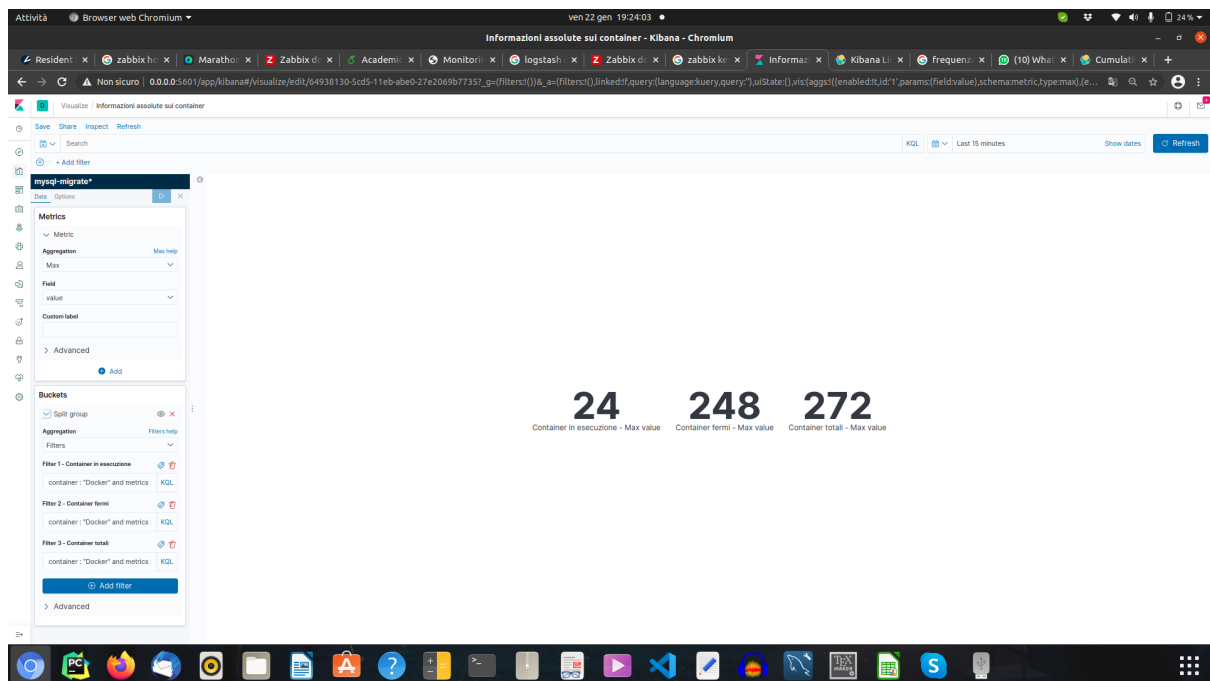 Attività Browser web Chromium ven 22 gen 19:24:03 24%
Informazioni assolute sui container - Kibana - Chromium
Resident zabbix ho Marathon Zabbix do Academic Monitorin logstash Zabbix do zabbix ke Informazi Kibana Li frequenz (10) What Cumulati
Non sicuro 0.0.0.0:5601/app/kibana#/visualize/edit/64938130-5cd5-11eb-abe0-27e2069b7735?_g=(filters:!())&_a=(filters:!(),linked:!f,query:(language:kuery,query:''),uiState:(),vis:(aggs:!((enabled:!t,id:'1',params:(field:value),schema:metric,type:max),(e...
D Visualize / Informazioni assolute sui container
Save Share Inspect Refresh
Search KQL Last 15 minutes Show dates Refresh
+ Add filter
mysql-migrate*
Data Options
Metrics
Metric
Aggregation Max help
Max
Field
value
Custom label
Advanced
Add
Buckets
Split group
Aggregation Filters help
Filters
Filter 1 - Container in esecuzione
container : "Docker" and metrics KQL
Filter 2 - Container fermi
container : "Docker" and metrics KQL
Filter 3 - Container totali
container : "Docker" and metrics KQL
Add filter
Advanced
24 248 272
Container in esecuzione - Max value Container fermi - Max value Container totali - Max value